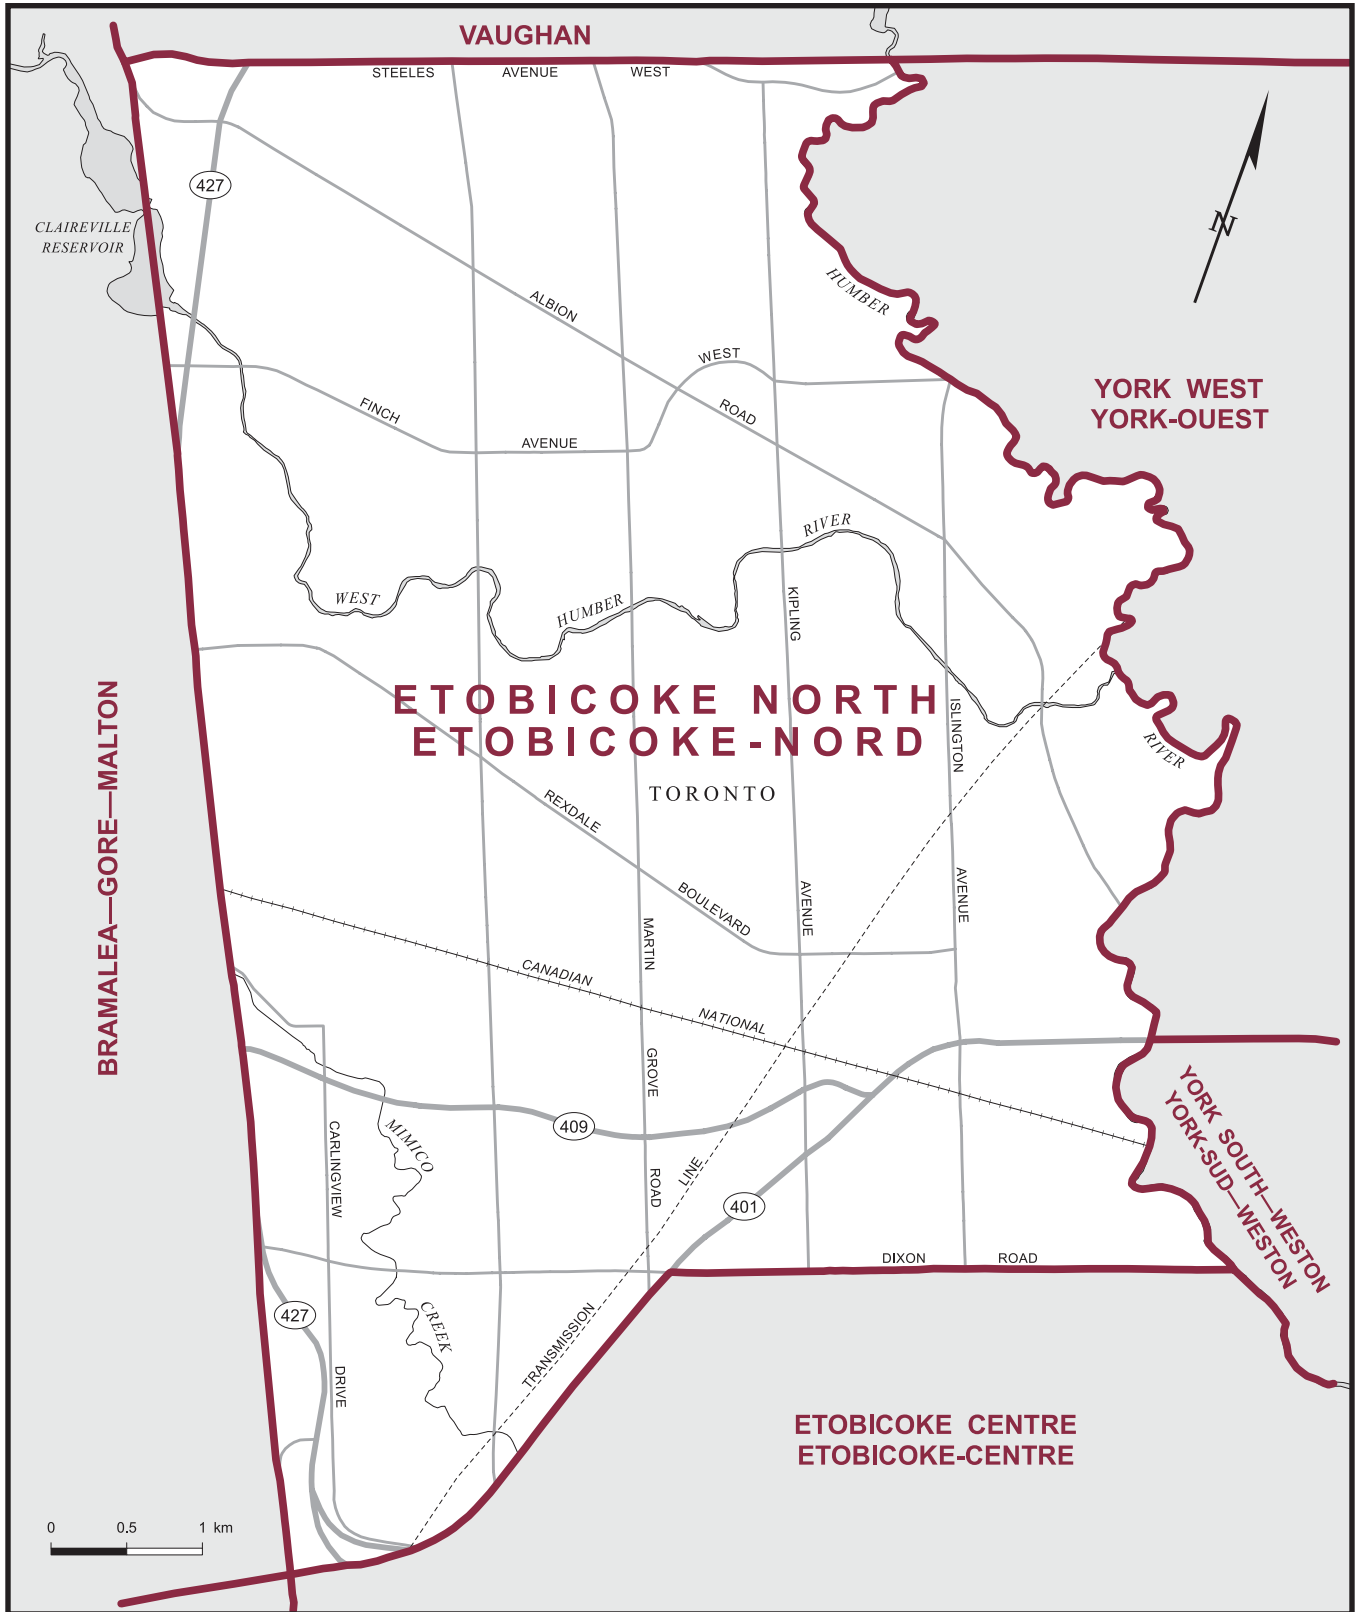 VAUGHAN
STEELES AVENUE WEST
427
CLAIREVILLE
RESERVOIR
N
HUMBER
ALBION
WEST
YORK WEST
YORK-OUEST
FINCH
ROAD
AVENUE
RIVER
WEST
HUMBER
KIPLING
ETOBICOKE NORTH
ETOBICOKE-NORD
ISLINGTON
RIVER
TORONTO
BRAMALEA—GORE—MALTON
REXDALE
BOULEVARD
AVENUE
AVENUE
MARTIN
CANADIAN
NATIONAL
GROVE
YORK SOUTH—WESTON
YORK-SUD—WESTON
409
MIMICO
CARLINGVIEW
LINE
ROAD
401
DIXON ROAD
427
CREEK
TRANSMISSION
DRIVE
ETOBICOKE CENTRE
ETOBICOKE-CENTRE
0 0.5 1 km